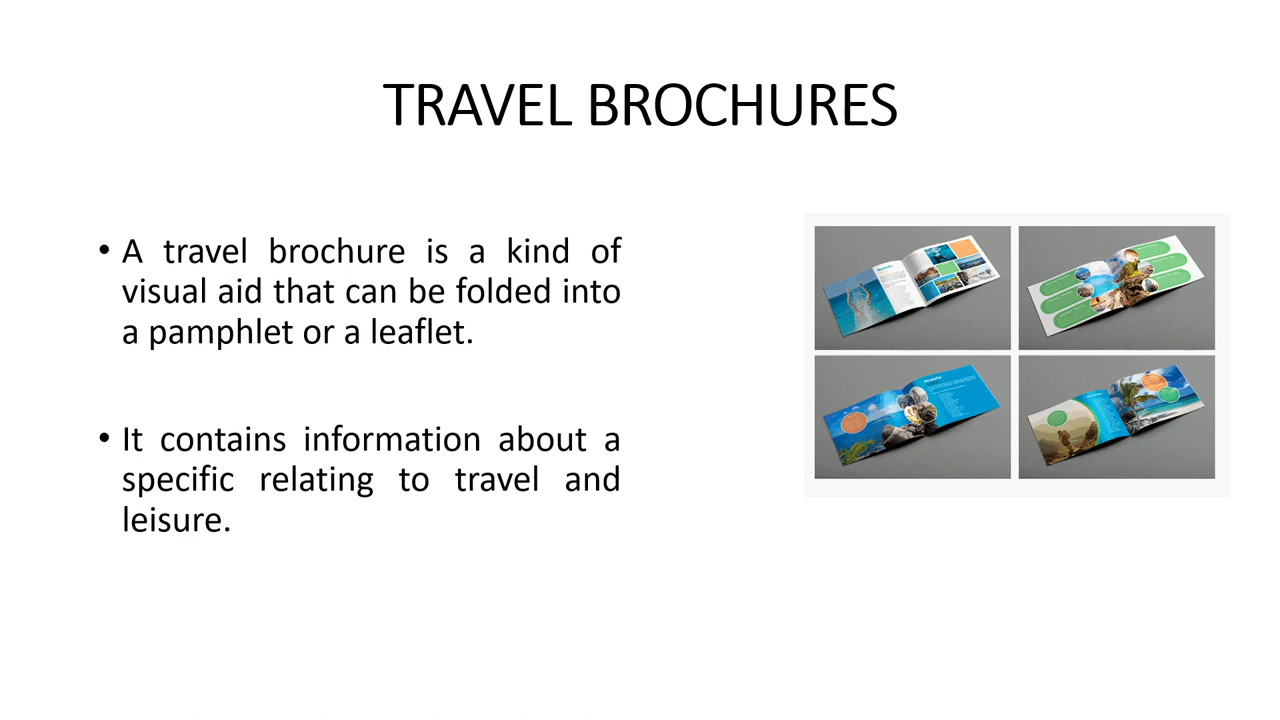 TRAVEL BROCHURES
• A travel brochure is a kind of
visual aid that can be folded into
a pamphlet or a leaflet.
• It contains information about a
specific relating to travel and
leisure.